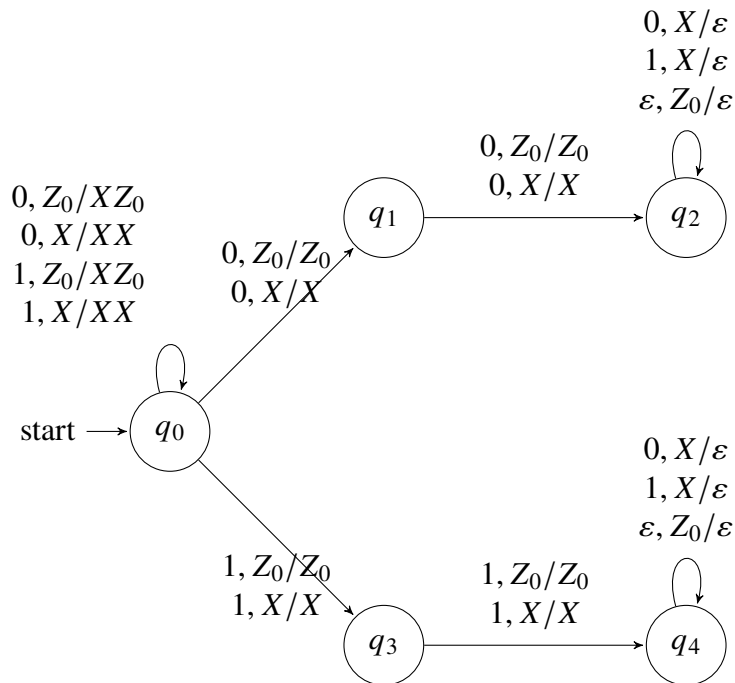 0, X/ε
1, X/ε
ε, Z₀/ε
0, Z₀/Z₀
0, X/X
q₁
q₂
0, Z₀/XZ₀
0, X/XX
1, Z₀/XZ₀
1, X/XX
0, Z₀/Z₀
0, X/X
start
q₀
0, X/ε
1, X/ε
ε, Z₀/ε
1, Z₀/Z₀
1, X/X
1, Z₀/Z₀
1, X/X
q₃
q₄